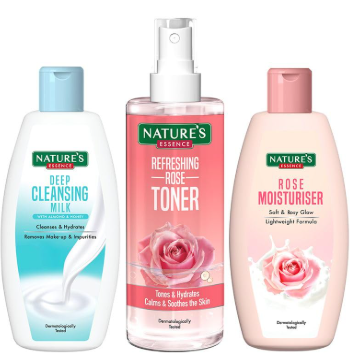 NATURE'S
ESSENCE
DEEP
CLEANSING
MILK
WITH ALMOND & HONEY
Cleanses & Hydrates
Removes Make-up & Impurities
Dermatologically
Tested
NATURE'S
ESSENCE
REFRESHING
ROSE
TONER
Tones & Hydrates
Calms & Soothes the Skin
Dermatologically
Tested
NATURE'S
ESSENCE
ROSE
MOISTURISER
Soft & Rosy Glow
Lightweight Formula
Dermatologically
Tested